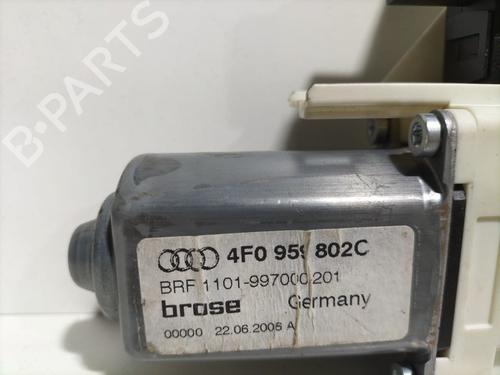 B-PARTS
4F0 959 802C
BRF 1101-997000 201
brose Germany
00000 22.06.2005 A